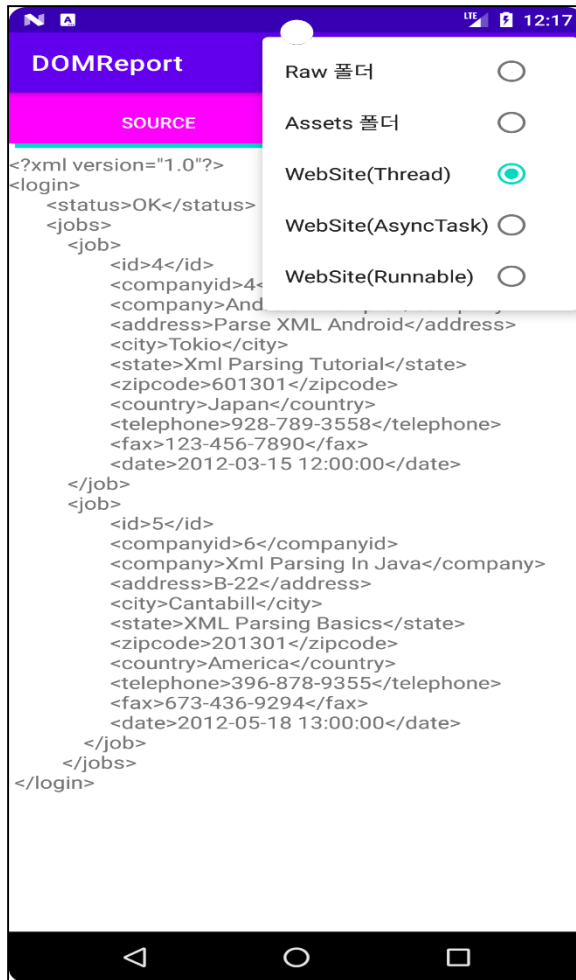 12:17
LTE
DOMReport
SOURCE
Raw 폴더
Assets 폴더
WebSite(Thread)
WebSite(AsyncTask)
WebSite(Runnable)
<?xml version="1.0"?>
<login>
<status>OK</status>
<jobs>
<job>
<id>4</id>
<companyid>4<
<company>And
<address>Parse XML Android</address>
<city>Tokio</city>
<state>Xml Parsing Tutorial</state>
<zipcode>601301</zipcode>
<country>Japan</country>
<telephone>928-789-3558</telephone>
<fax>123-456-7890</fax>
<date>2012-03-15 12:00:00</date>
</job>
<job>
<id>5</id>
<companyid>6</companyid>
<company>Xml Parsing In Java</company>
<address>B-22</address>
<city>Cantabill</city>
<state>XML Parsing Basics</state>
<zipcode>201301</zipcode>
<country>America</country>
<telephone>396-878-9355</telephone>
<fax>673-436-9294</fax>
<date>2012-05-18 13:00:00</date>
</job>
</jobs>
</login>